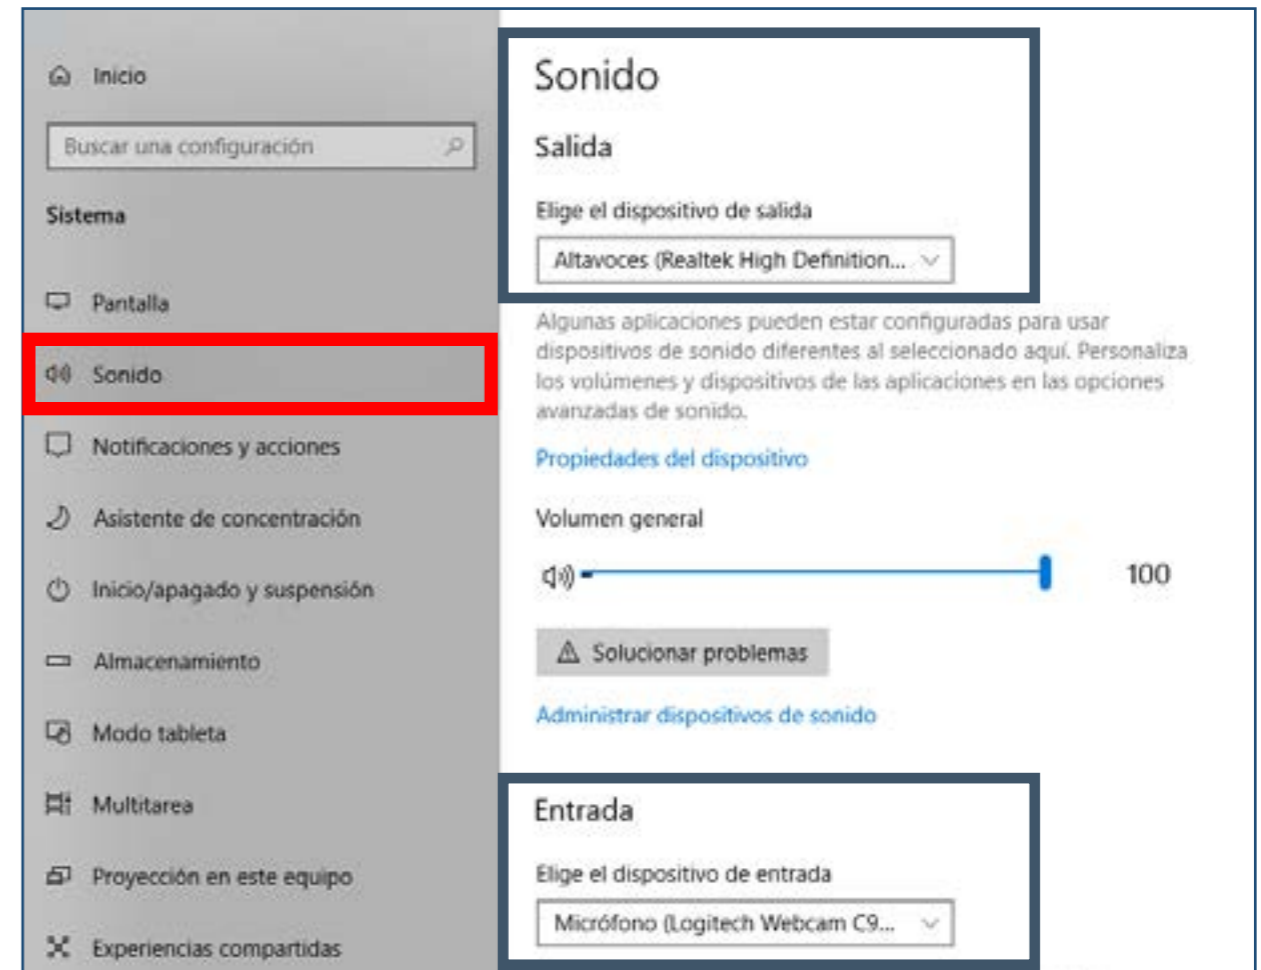 Inicio
Buscar una configuración
Sistema
Pantalla
Sonido
Notificaciones y acciones
Asistente de concentración
Inicio/apagado y suspensión
Almacenamiento
Modo tableta
Multitarea
Proyección en este equipo
Experiencias compartidas
Sonido
Salida
Elige el dispositivo de salida
Altavoces (Realtek High Definition...
Algunas aplicaciones pueden estar configuradas para usar
dispositivos de sonido diferentes al seleccionado aquí. Personaliza
los volúmenes y dispositivos de las aplicaciones en las opciones
avanzadas de sonido.
Propiedades del dispositivo
Volumen general
100
Solucionar problemas
Administrar dispositivos de sonido
Entrada
Elige el dispositivo de entrada
Micrófono (Logitech Webcam C9...